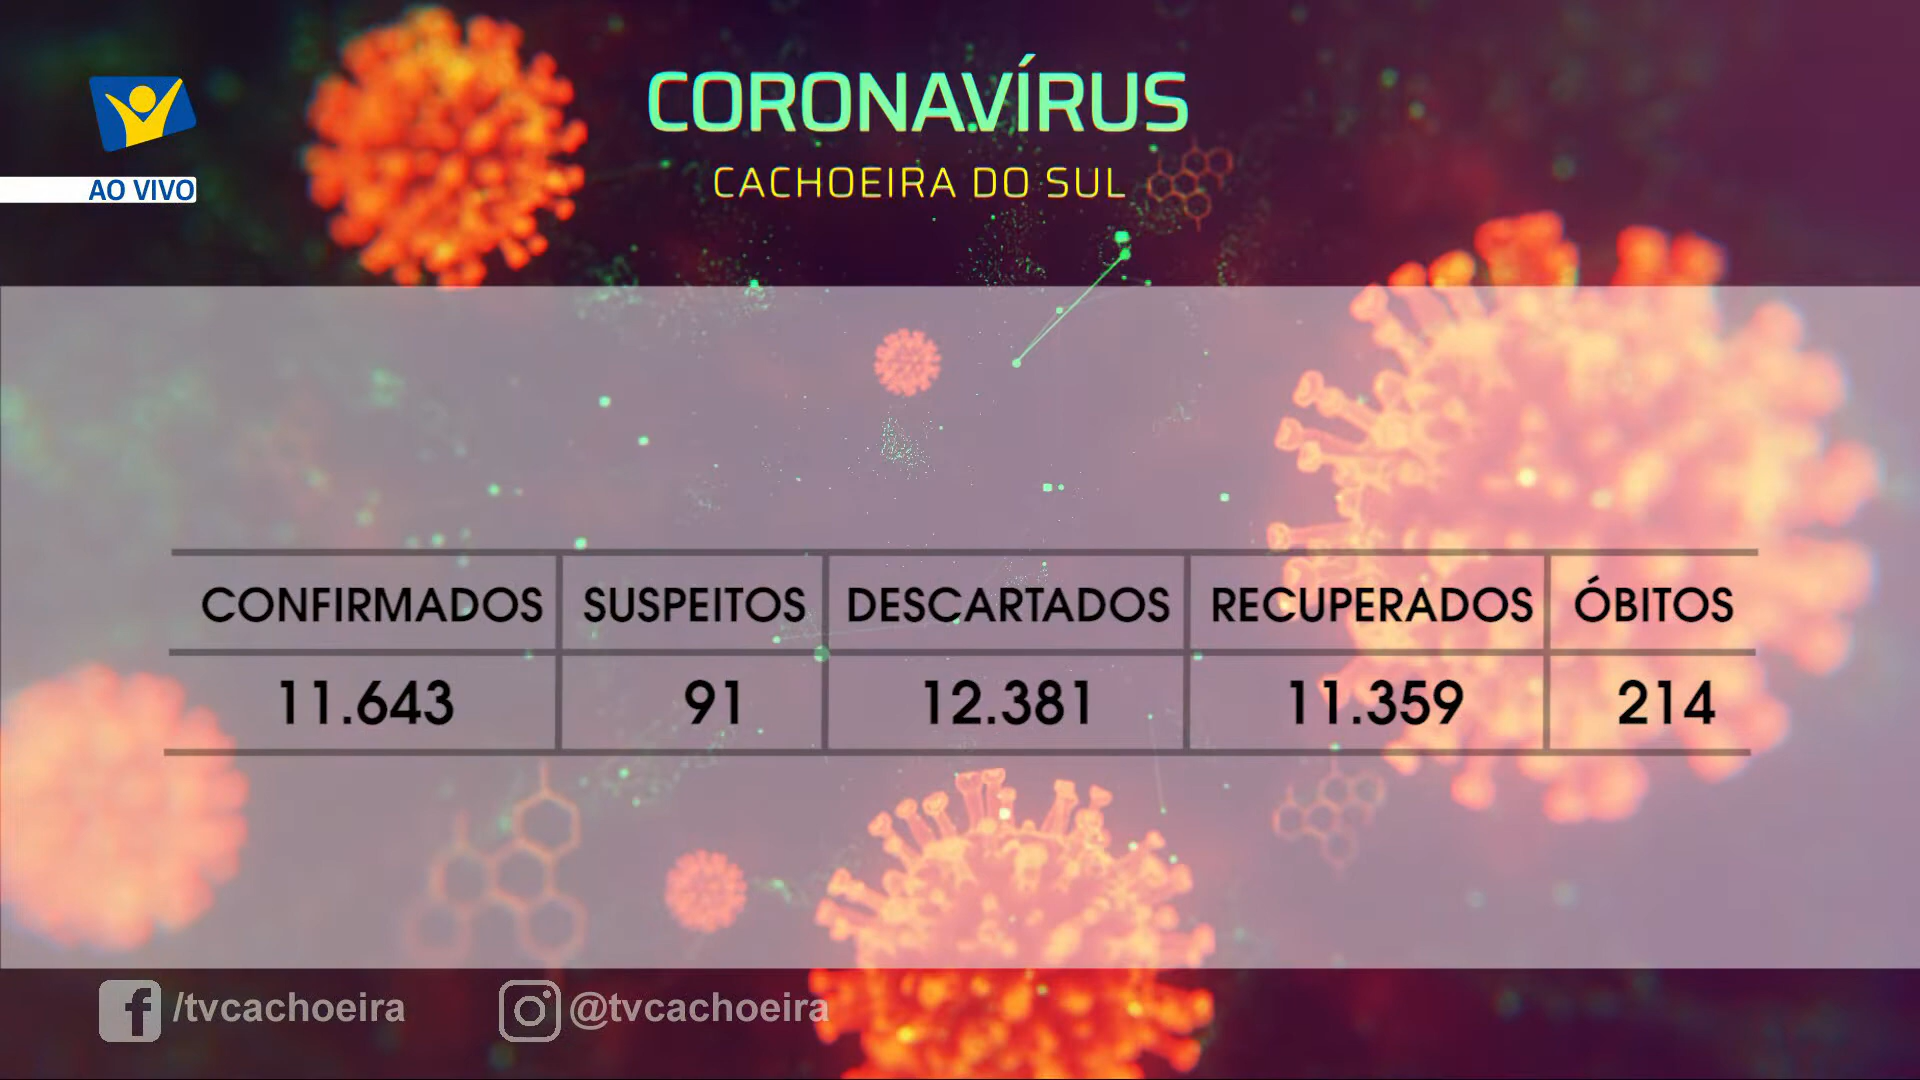 CORONAVÍRUS
CACHOEIRA DO SUL
AO VIVO
CONFIRMADOS SUSPEITOS DESCARTADOS RECUPERADOS ÓBITOS
11.643 91 12.381 11.359 214
/tvcachoeira @tvcachoeira